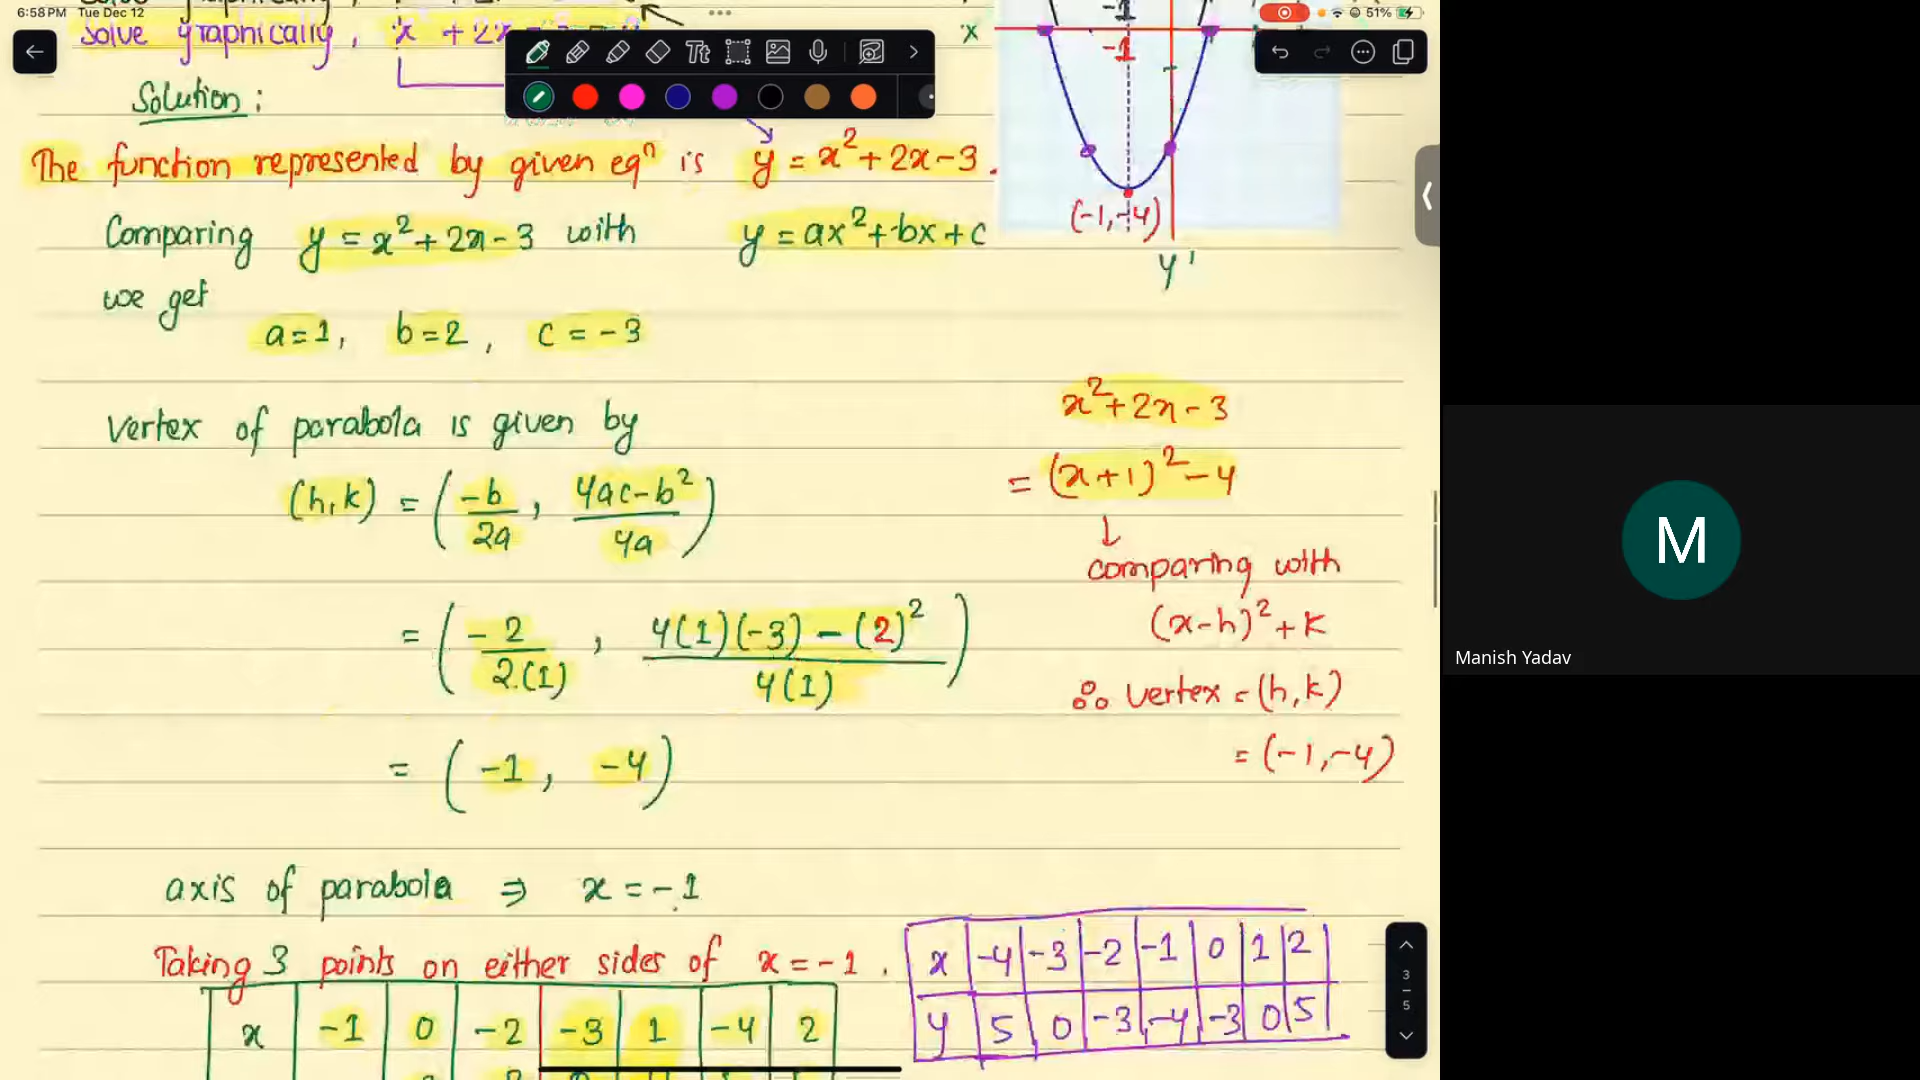 6:58 PM Tue Dec 12
51%
Solve graphically, x² + 2x
Solution:
The function represented by given eqⁿ is y = x² + 2x - 3.
Comparing y = x² + 2x - 3 with y = ax² + bx + c
we get
a=1, b=2, c = -3
Tt
X
-1
-1
(-1,-4)
y'
vertex of parabola is given by
(h,k) = (-b/2a, 4ac-b²/4a)
= (-2/2.(1), 4(1)(-3) - (2)²/4(1))
= (-1, -4)
x² + 2x - 3
= (x+1)² - 4
↓
comparing with
(x-h)² + k
∴ vertex = (h,k)
= (-1,-4)
axis of parabola ⇒ x = -1
Taking 3 points on either sides of x = -1.
x -1 0 -2 -3 1 -4 2
x -4 -3 -2 -1 0 1 2
y 5 0 -3 -4 -3 0 5
3
5
M
Manish Yadav